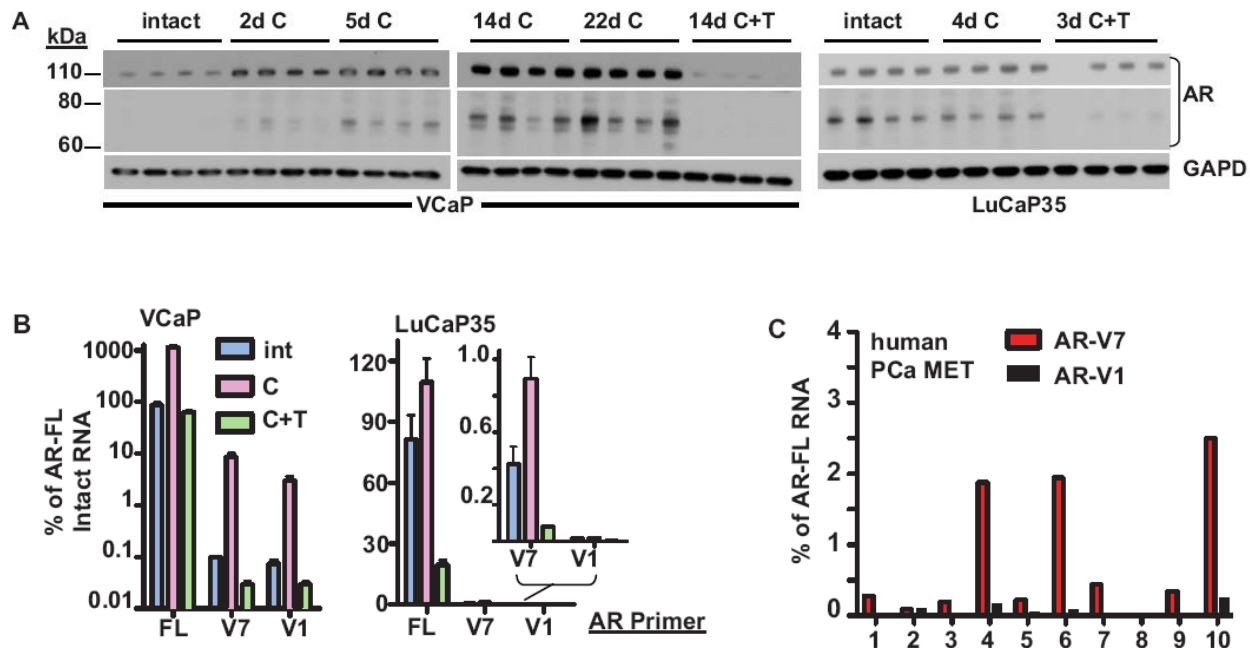 A
kDa
intact 2d C 5d C 14d C 22d C 14d C+T intact 4d C 3d C+T
110
80
60
AR
GAPD
VCaP LuCaP35
B
VCaP
1000
100
10
1
0.1
0.01
% of AR-FL
Intact RNA
int
C
C+T
FL V7 V1
LuCaP35
120
90
60
30
0
FL V7 V1
1.0
0.6
0.2
V7 V1
AR Primer
C
human
PCa MET
AR-V7
AR-V1
% of AR-FL RNA
4
3
2
1
0
1 2 3 4 5 6 7 8 9 10